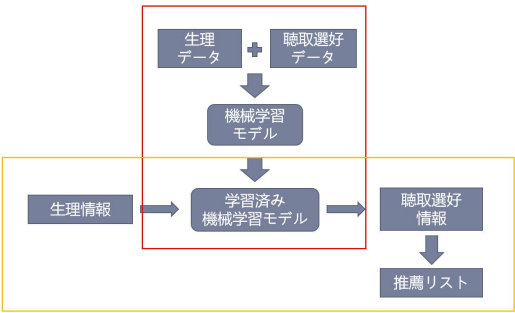 生理
データ
聴取選好
データ
機械学習
モデル
生理情報
学習済み
機械学習モデル
聴取選好
情報
推薦リスト